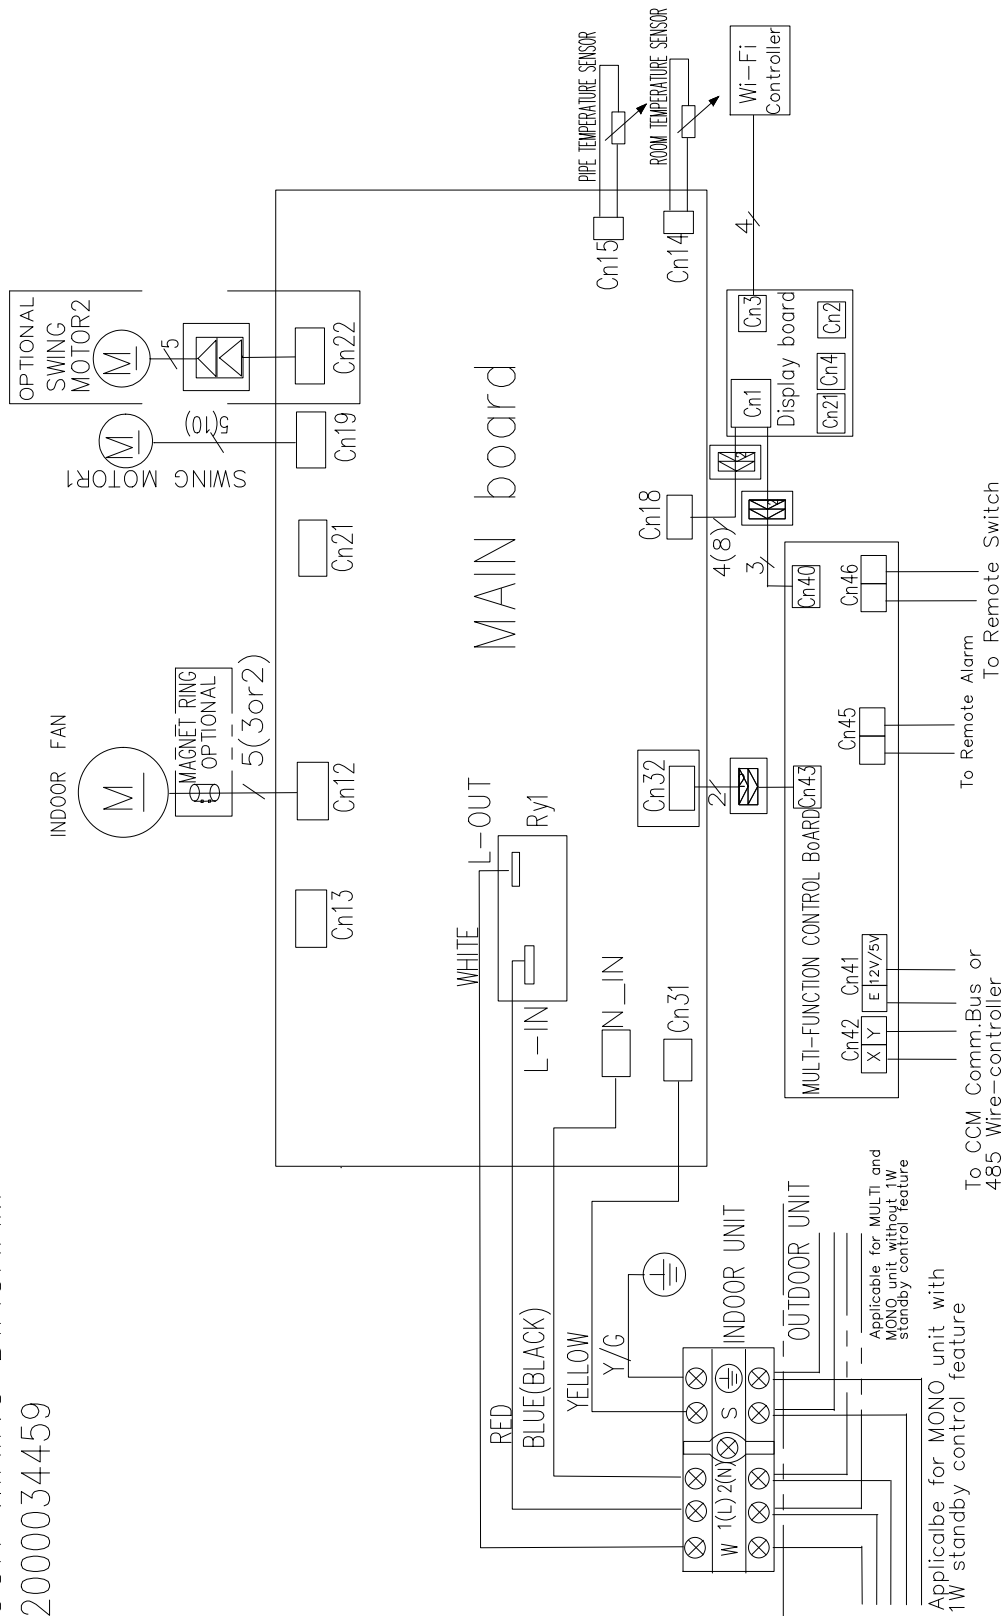 2000034459
INDOOR FAN
M
MAGNET RING
OPTIONAL
5(3or2)
SWING MOTOR1
M
5(10)
OPTIONAL
SWING
MOTOR2
M
5
Cn13
Cn12
Cn21
Cn19
Cn22
WHITE
L-OUT
Ry1
L-IN
MAIN board
RED
BLUE(BLACK)
N_IN
YELLOW
Cn31
Y/G
Cn32
2
Cn18
4(8)
3
Cn15
PIPE TEMPERATURE SENSOR
Cn14
ROOM TEMPERATURE SENSOR
Wi-Fi
Controller
4
Cn3
Cn1
Display board
Cn21
Cn4
Cn2
W 1(L) 2(N) S
INDOOR UNIT
OUTDOOR UNIT
MULTI-FUNCTION CONTROL BoARD
Cn43
Cn40
Cn42
X Y
Cn41
E 12V/5V
Cn45
Cn46
Applicable for MULTI and
MONO unit without 1W
standby control feature
Applicalbe for MONO unit with
1W standby control feature
To CCM Comm.Bus or
485 Wire-controller
To Remote Alarm
To Remote Switch